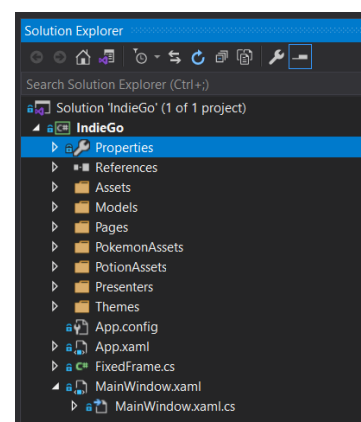 Solution Explorer
Search Solution Explorer (Ctrl+;)
Solution 'IndieGo' (1 of 1 project)
C# IndieGo
Properties
References
Assets
Models
Pages
PokemonAssets
PotionAssets
Presenters
Themes
App.config
App.xaml
C# FixedFrame.cs
MainWindow.xaml
MainWindow.xaml.cs